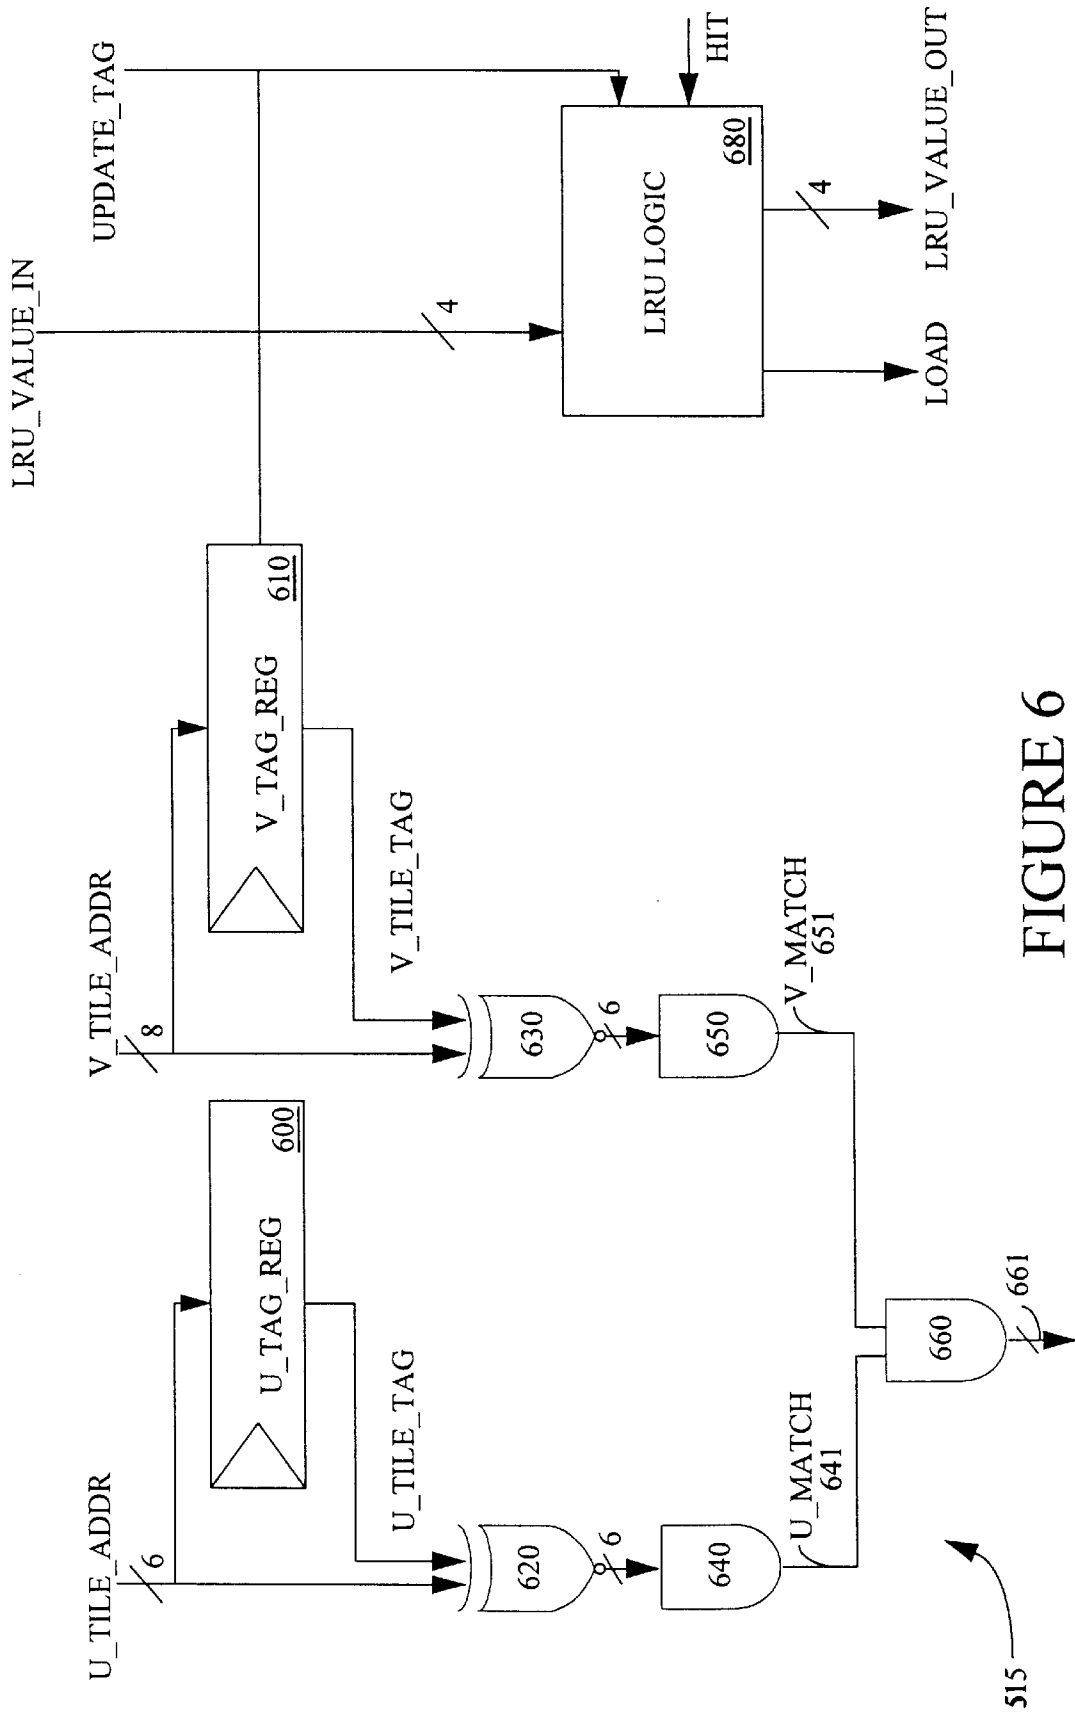 U_TILE_ADDR
6
V_TILE_ADDR
8
LRU_VALUE_IN
4
UPDATE_TAG
U_TAG_REG
600
V_TAG_REG
610
U_TILE_TAG
V_TILE_TAG
620
6
630
6
640
650
U_MATCH
641
V_MATCH
651
660
661
HIT
LRU LOGIC
680
LOAD
4
LRU_VALUE_OUT
515
FIGURE 6